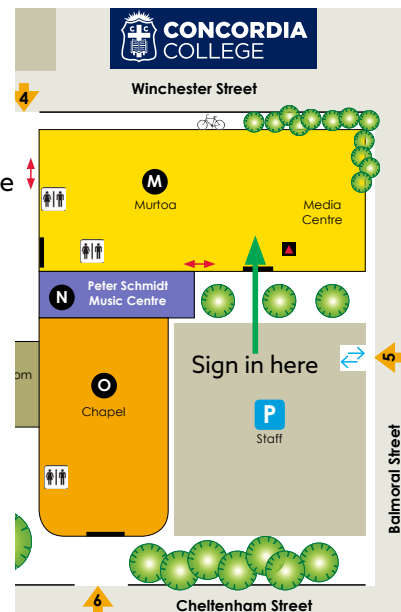 CONCORDIA
COLLEGE
Winchester Street
4
e
M
Murtoa
Media
Centre
N
Peter Schmidt
Music Centre
Sign in here
5
om
O
Chapel
P
Staff
Balmoral Street
6
Cheltenham Street